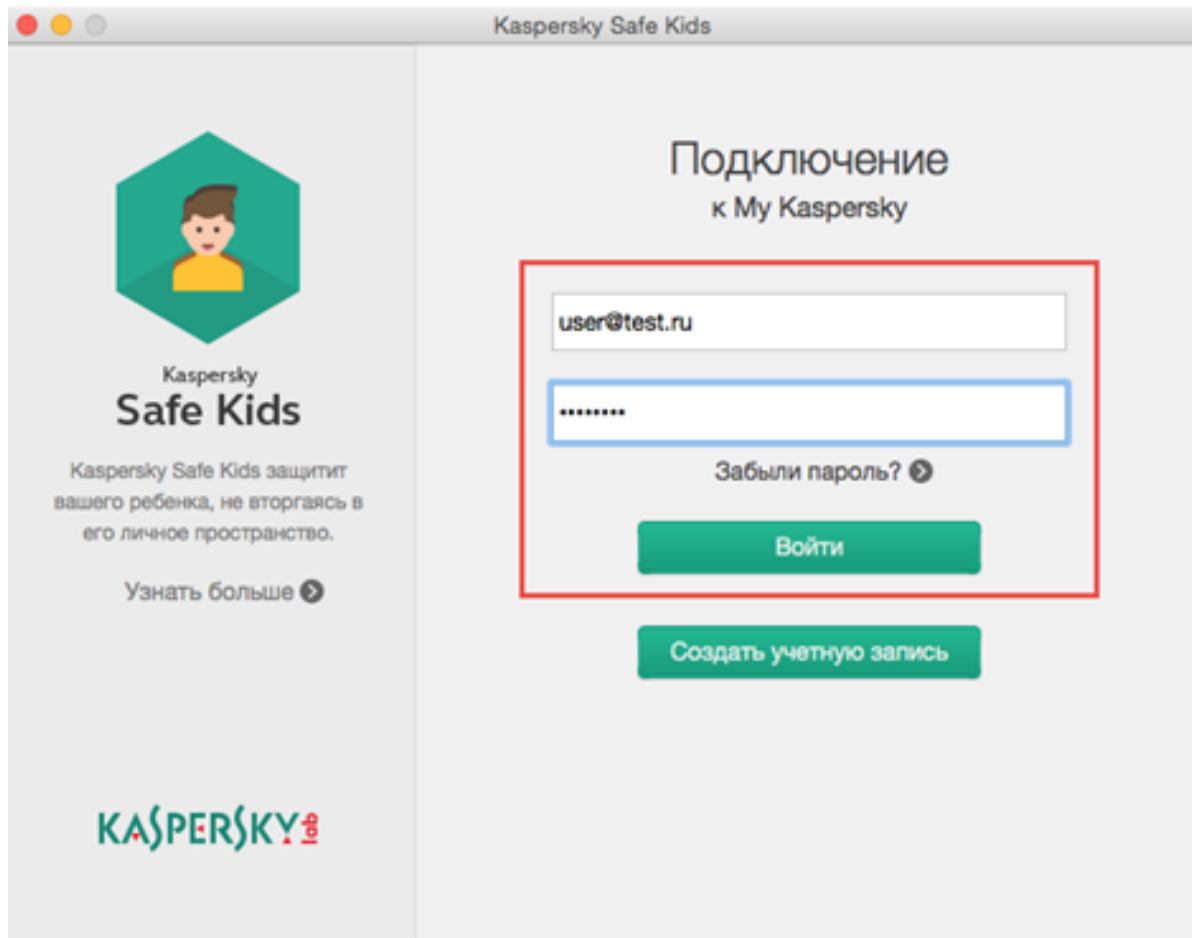 Kaspersky Safe Kids
Kaspersky
Safe Kids
Kaspersky Safe Kids защитит
вашего ребенка, не вторгаясь в
его личное пространство.
Узнать больше
KASPERSKY lab
Подключение
к My Kaspersky
user@test.ru
••••••••
Забыли пароль?
Войти
Создать учетную запись